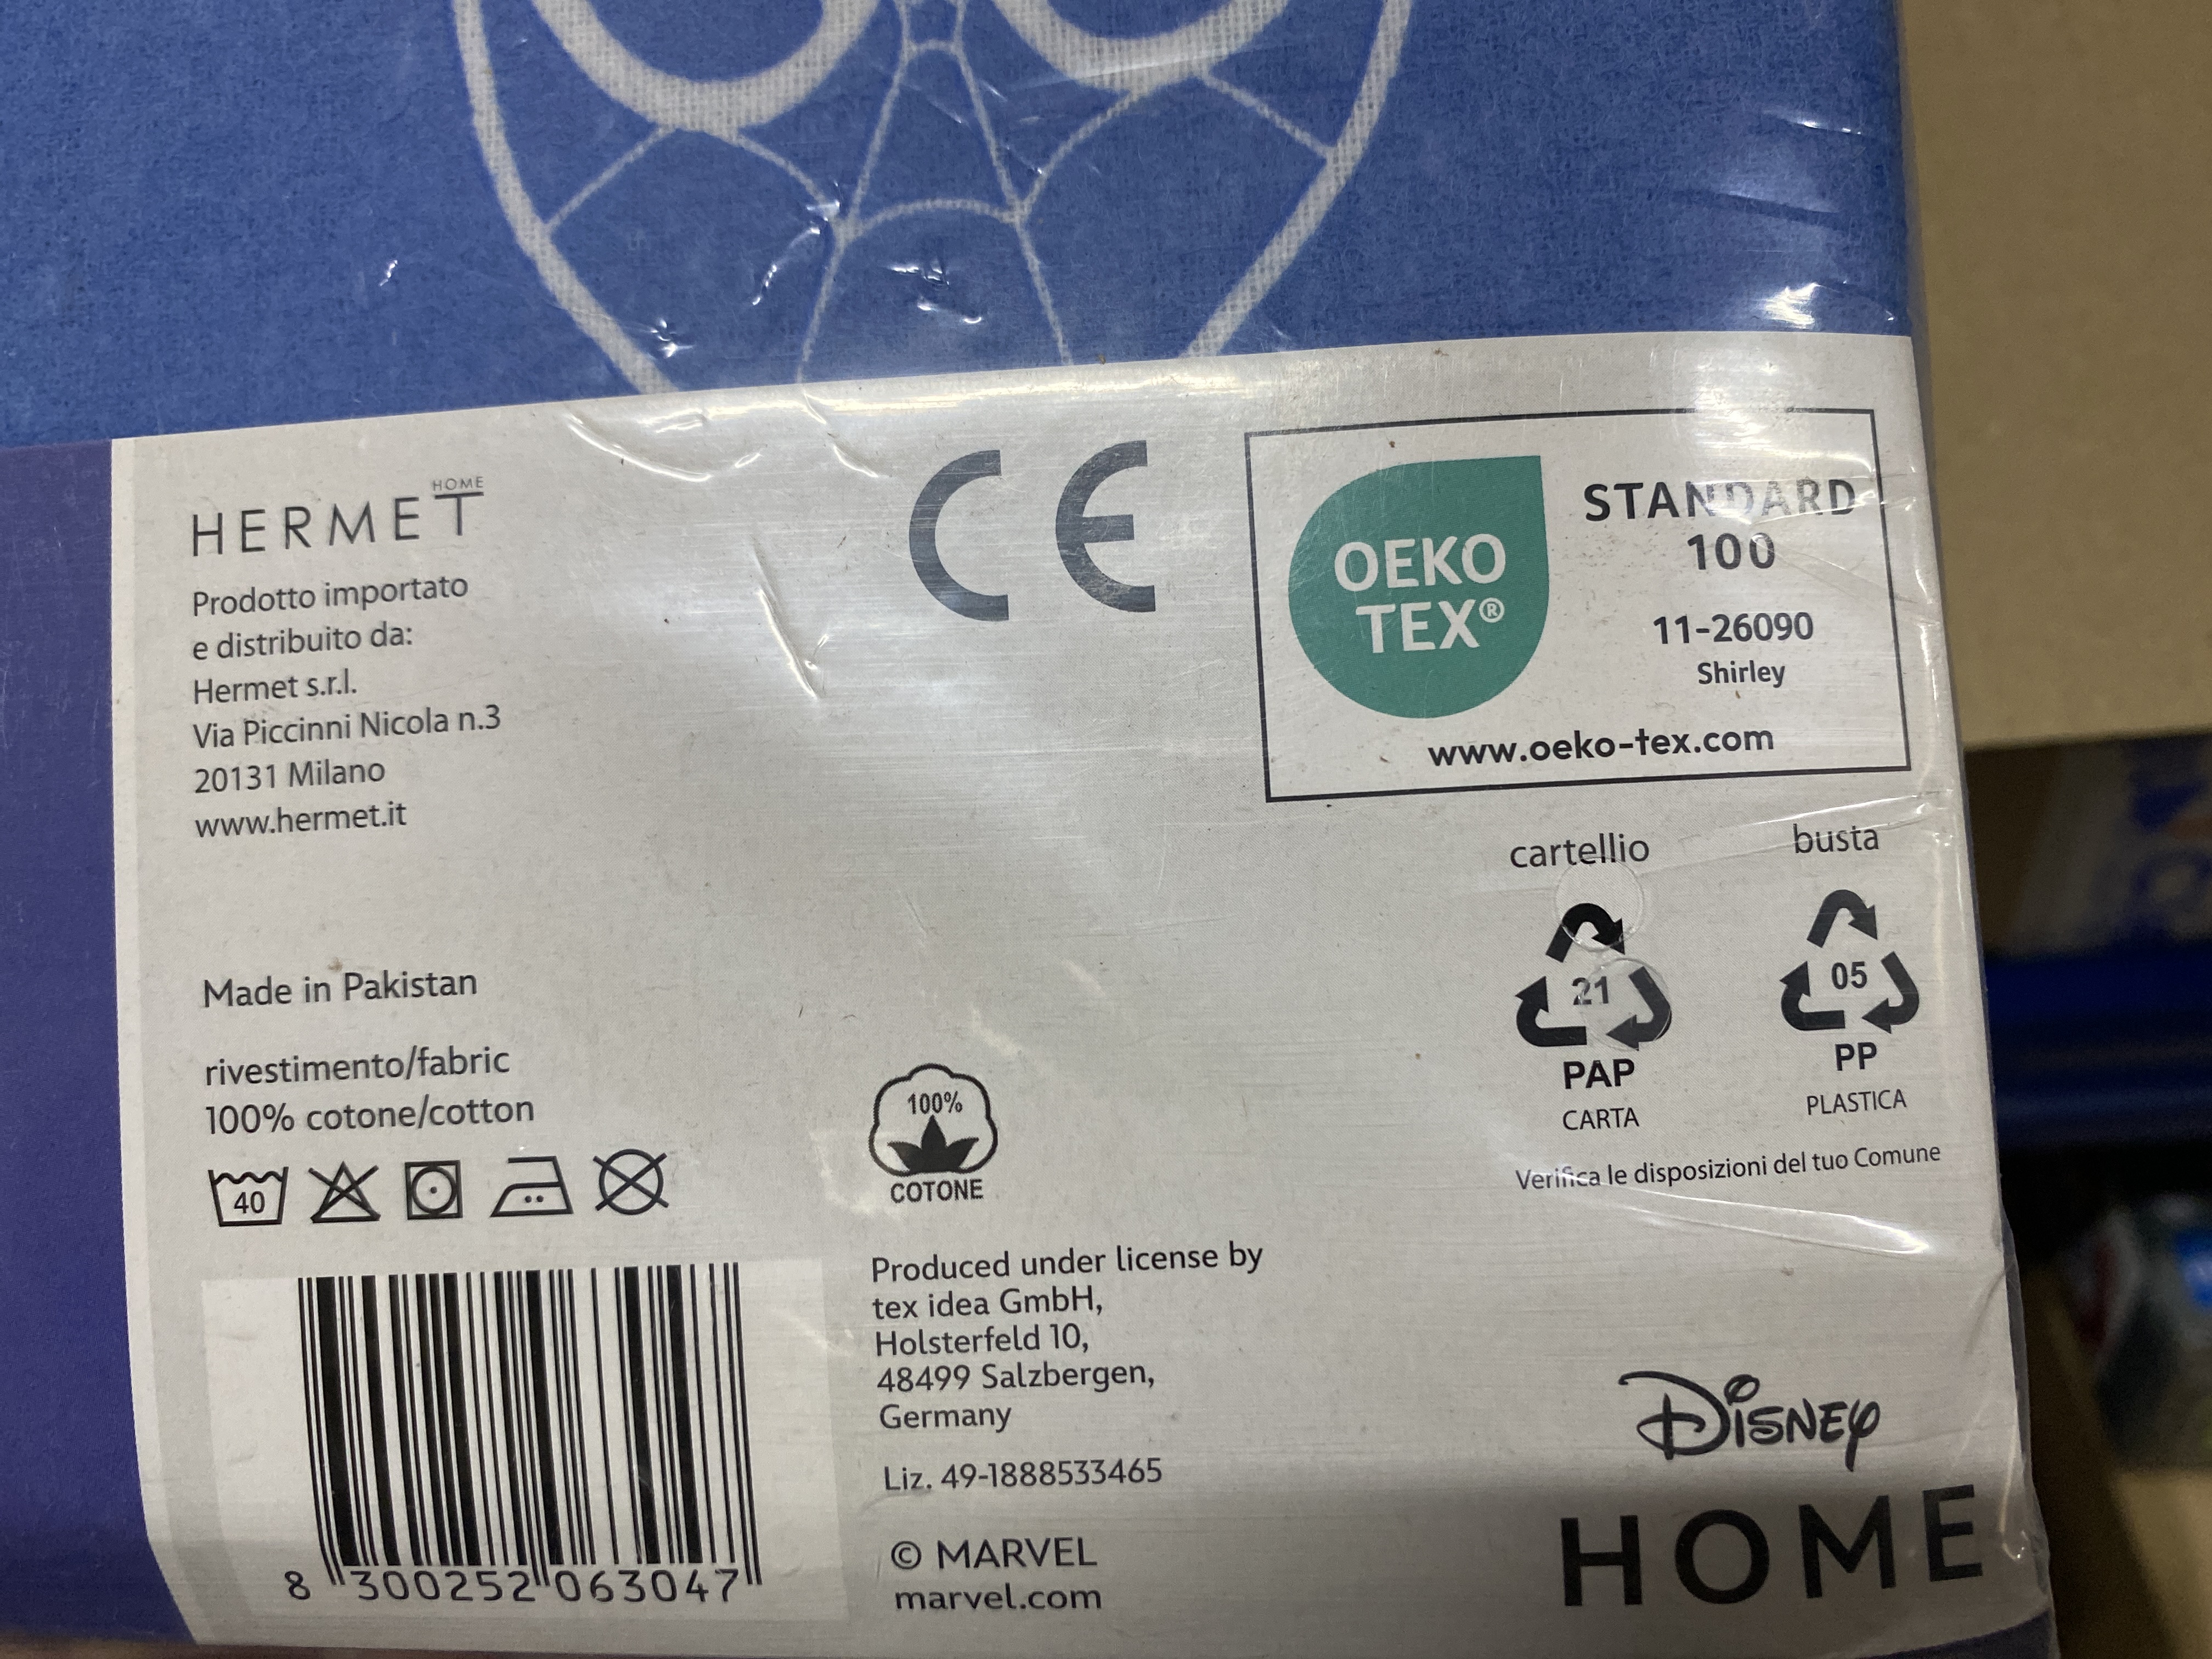 HERMET HOME
Prodotto importato
e distribuito da:
Hermet s.r.l.
Via Piccinni Nicola n.3
20131 Milano
www.hermet.it
CE
OEKO
TEX®
STANDARD
100
11-26090
Shirley
www.oeko-tex.com
cartellio
21
PAP
CARTA
busta
05
PP
PLASTICA
Verifica le disposizioni del tuo Comune
Made in Pakistan
rivestimento/fabric
100% cotone/cotton
40
100%
COTONE
8 300252 063047
Produced under license by
tex idea GmbH,
Holsterfeld 10,
48499 Salzbergen,
Germany
Liz. 49-1888533465
© MARVEL
marvel.com
Disney
HOME